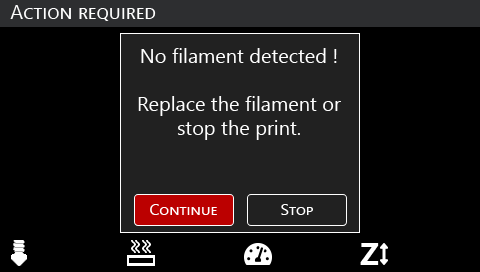 Action required
No filament detected !
Replace the filament or
stop the print.
Continue
Stop
Z